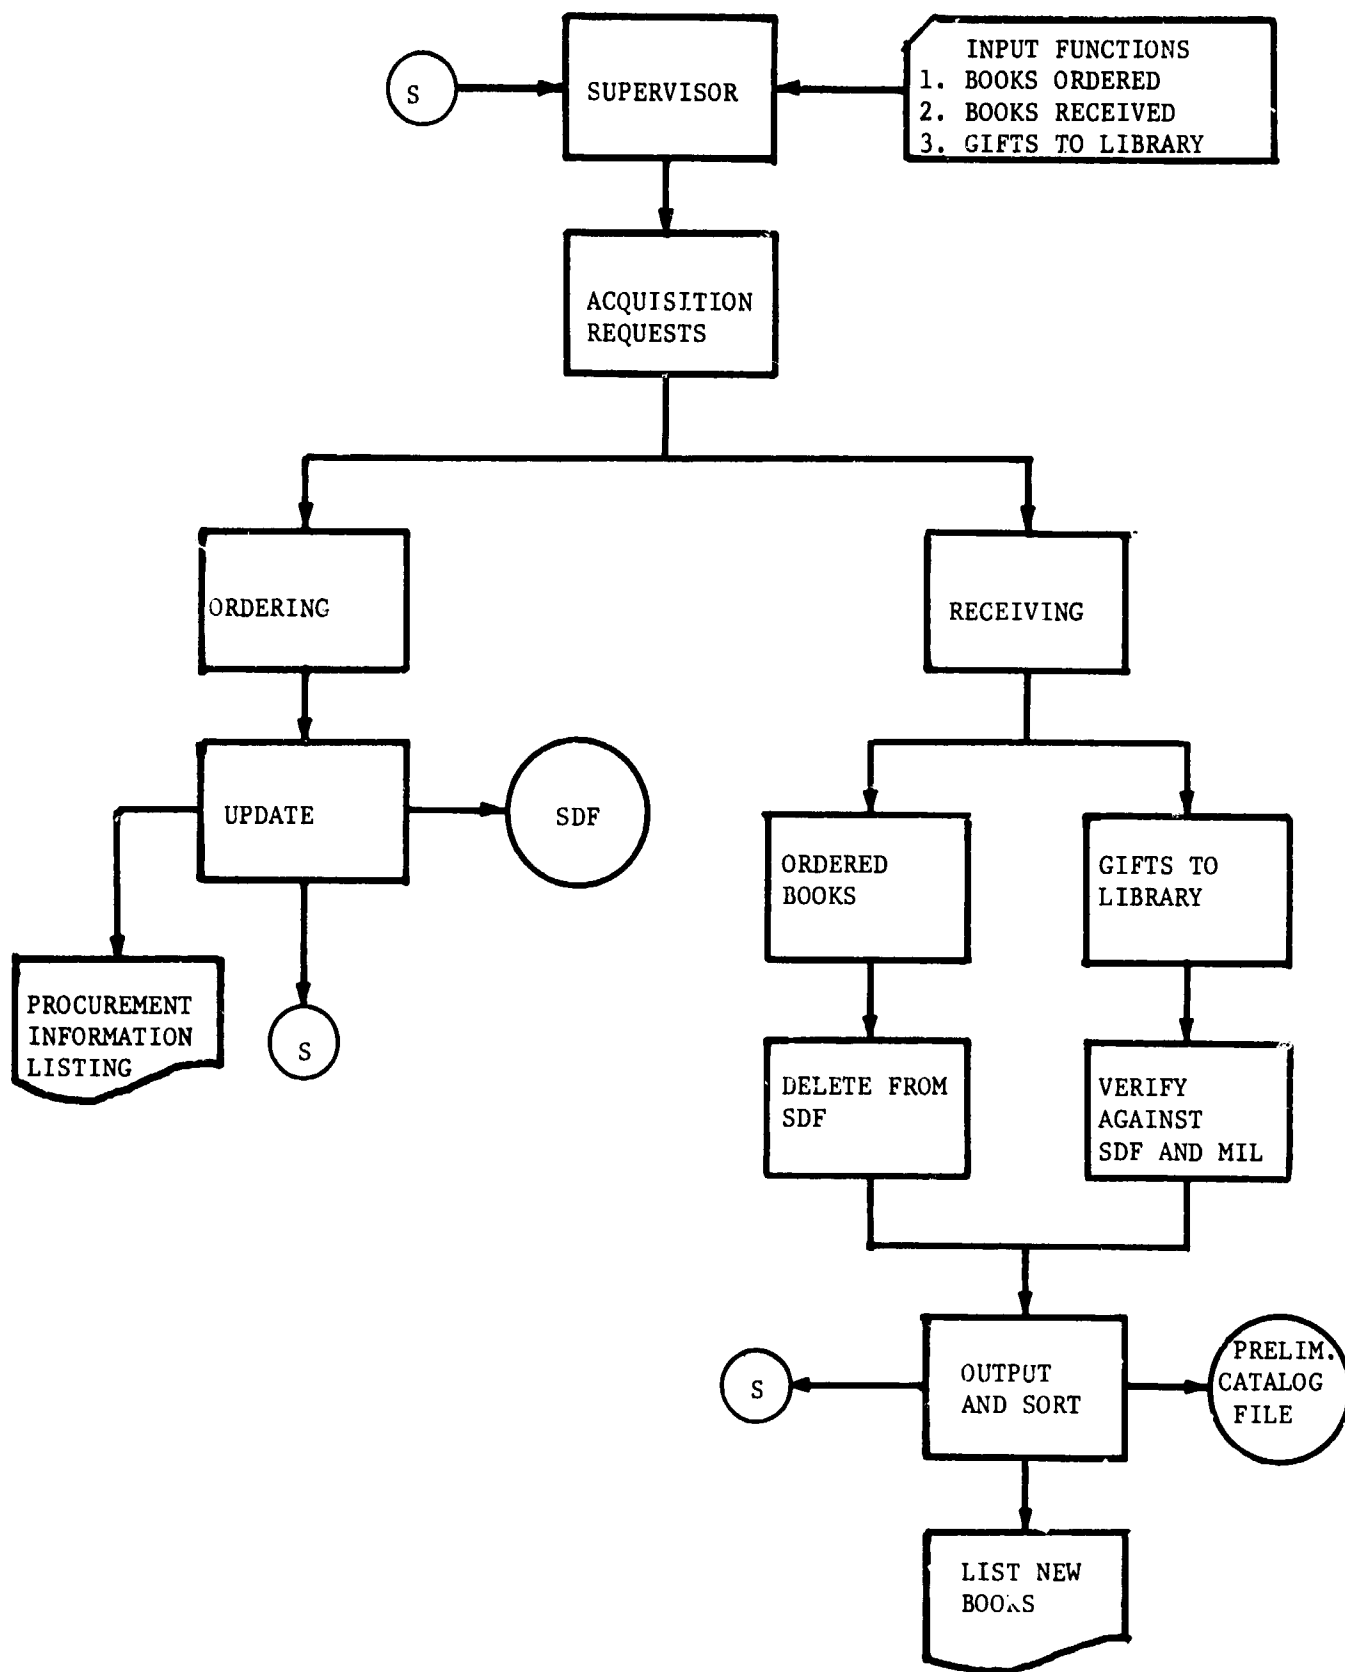 S
SUPERVISOR
INPUT FUNCTIONS
1. BOOKS ORDERED
2. BOOKS RECEIVED
3. GIFTS TO LIBRARY
ACQUISITION
REQUESTS
ORDERING
RECEIVING
UPDATE
SDF
ORDERED
BOOKS
GIFTS TO
LIBRARY
PROCUREMENT
INFORMATION
LISTING
S
DELETE FROM
SDF
VERIFY
AGAINST
SDF AND MIL
S
OUTPUT
AND SORT
PRELIM.
CATALOG
FILE
LIST NEW
BOOKS